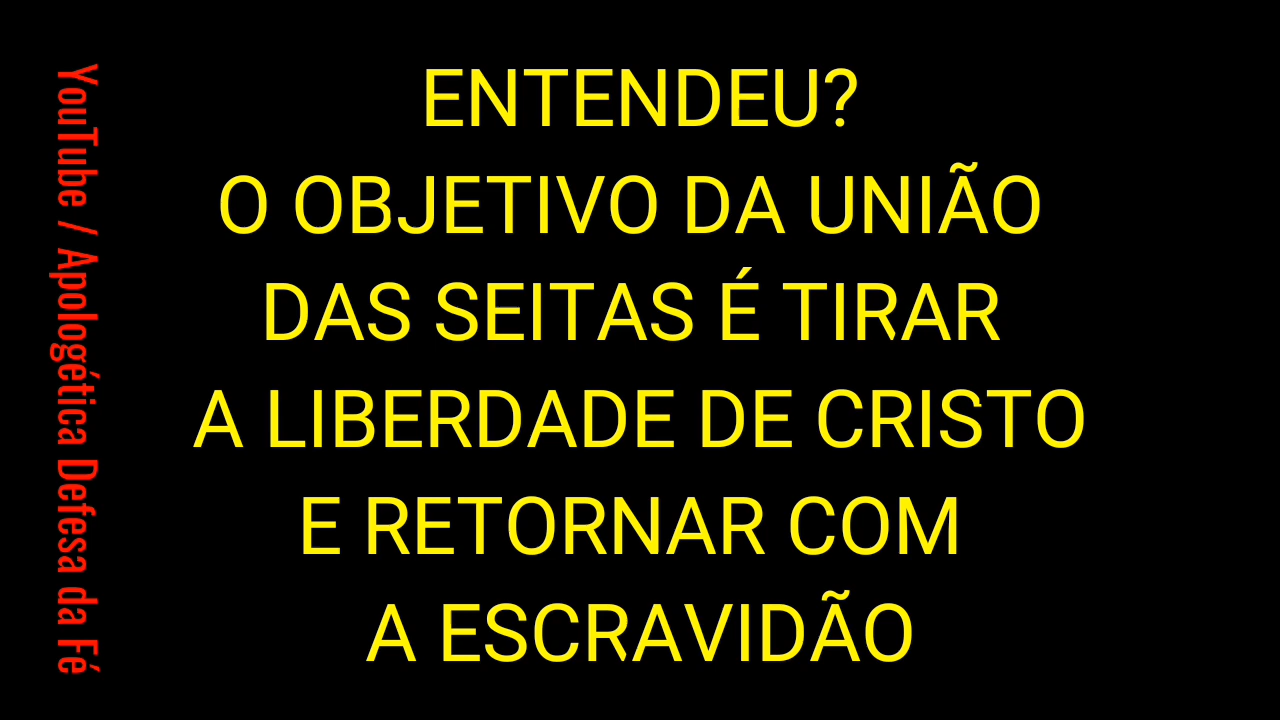 YouTube / Apologética Defesa da Fé
ENTENDEU?
O OBJETIVO DA UNIÃO
DAS SEITAS É TIRAR
A LIBERDADE DE CRISTO
E RETORNAR COM
A ESCRAVIDÃO